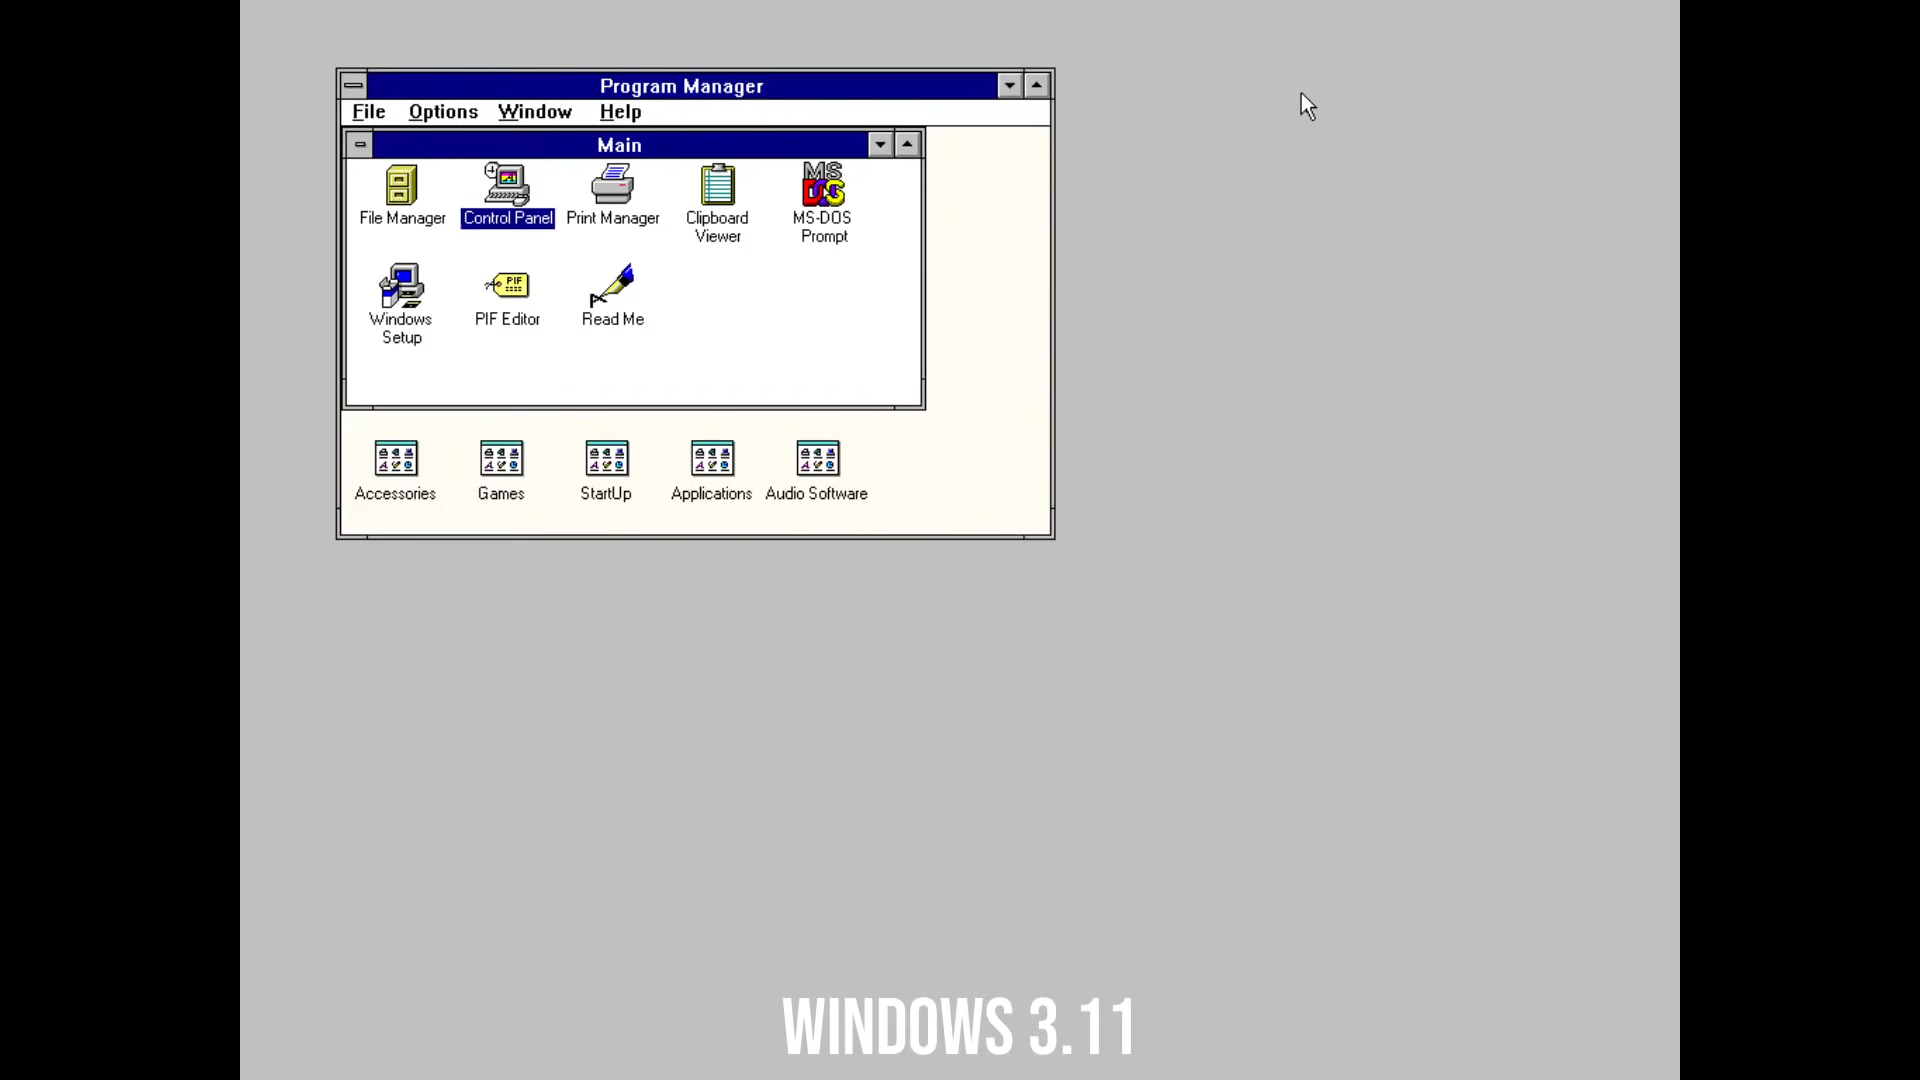 Program Manager
File Options Window Help
Main
File Manager Control Panel Print Manager Clipboard Viewer MS-DOS Prompt
Windows Setup PIF Editor Read Me
Accessories Games StartUp Applications Audio Software
WINDOWS 3.11